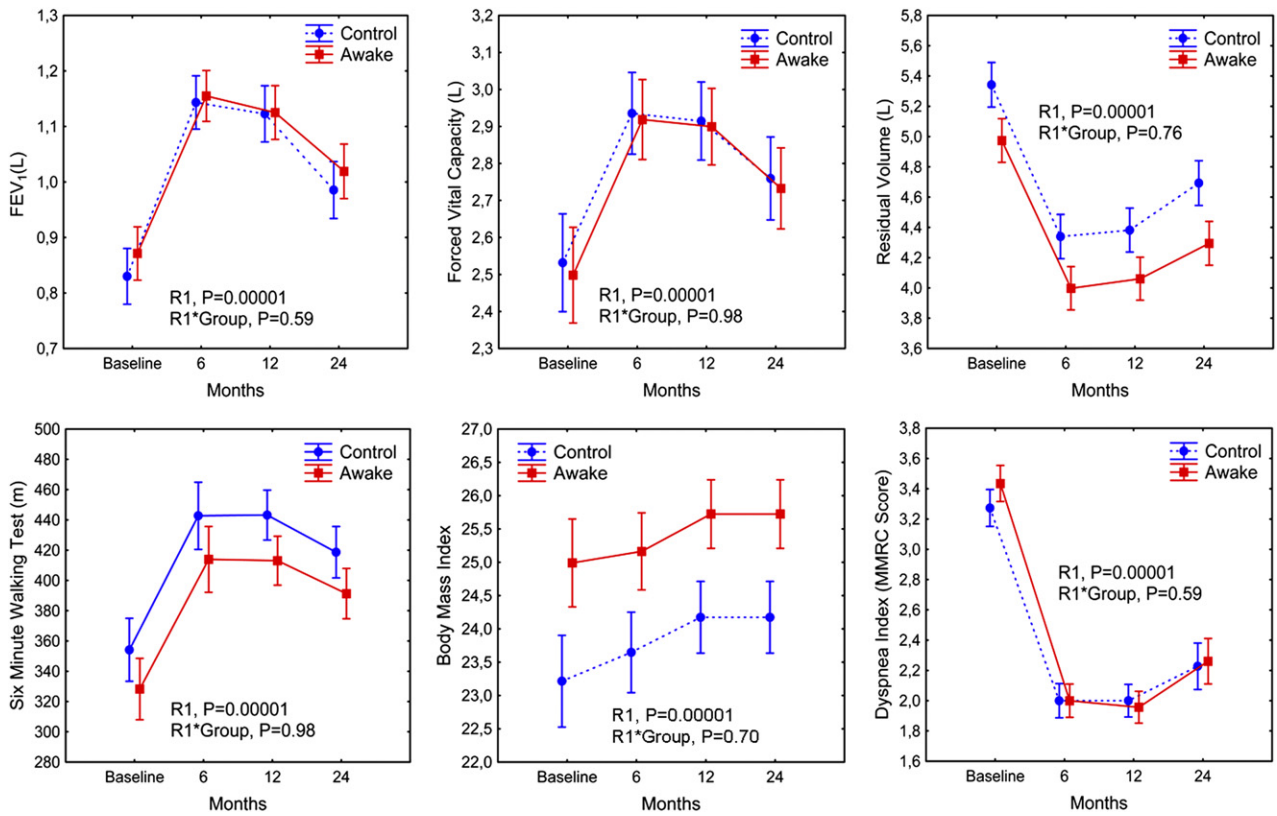 1,3
1,2
1,1
1,0
0,9
0,8
0,7
FEV1(L)
Control
Awake
R1, P=0.00001
R1*Group, P=0.59
Baseline 6 12 24
Months
3,2
3,1
3,0
2,9
2,8
2,7
2,6
2,5
2,4
2,3
Forced Vital Capacity (L)
Control
Awake
R1, P=0.00001
R1*Group, P=0.98
Baseline 6 12 24
Months
5,8
5,6
5,4
5,2
5,0
4,8
4,6
4,4
4,2
4,0
3,8
3,6
Residual Volume (L)
Control
Awake
R1, P=0.00001
R1*Group, P=0.76
Baseline 6 12 24
Months
500
480
460
440
420
400
380
360
340
320
300
280
Six Minute Walking Test (m)
Control
Awake
R1, P=0.00001
R1*Group, P=0.98
Baseline 6 12 24
Months
27,0
26,5
26,0
25,5
25,0
24,5
24,0
23,5
23,0
22,5
22,0
Body Mass Index
Control
Awake
R1, P=0.00001
R1*Group, P=0.70
Baseline 6 12 24
Months
3,8
3,6
3,4
3,2
3,0
2,8
2,6
2,4
2,2
2,0
1,8
1,6
Dyspnea Index (MMRC Score)
Control
Awake
R1, P=0.00001
R1*Group, P=0.59
Baseline 6 12 24
Months